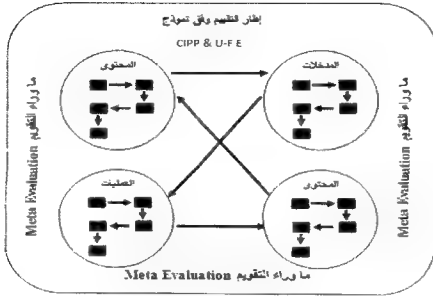 إطار التقييم وفق نموذج
CIPP & U-F E
المحتوى
المدخلات
ما وراء التقويم
Meta Evaluation
ما وراء التقويم
Meta Evaluation
العمليات
المحتوى
ما وراء التقويم Meta Evaluation